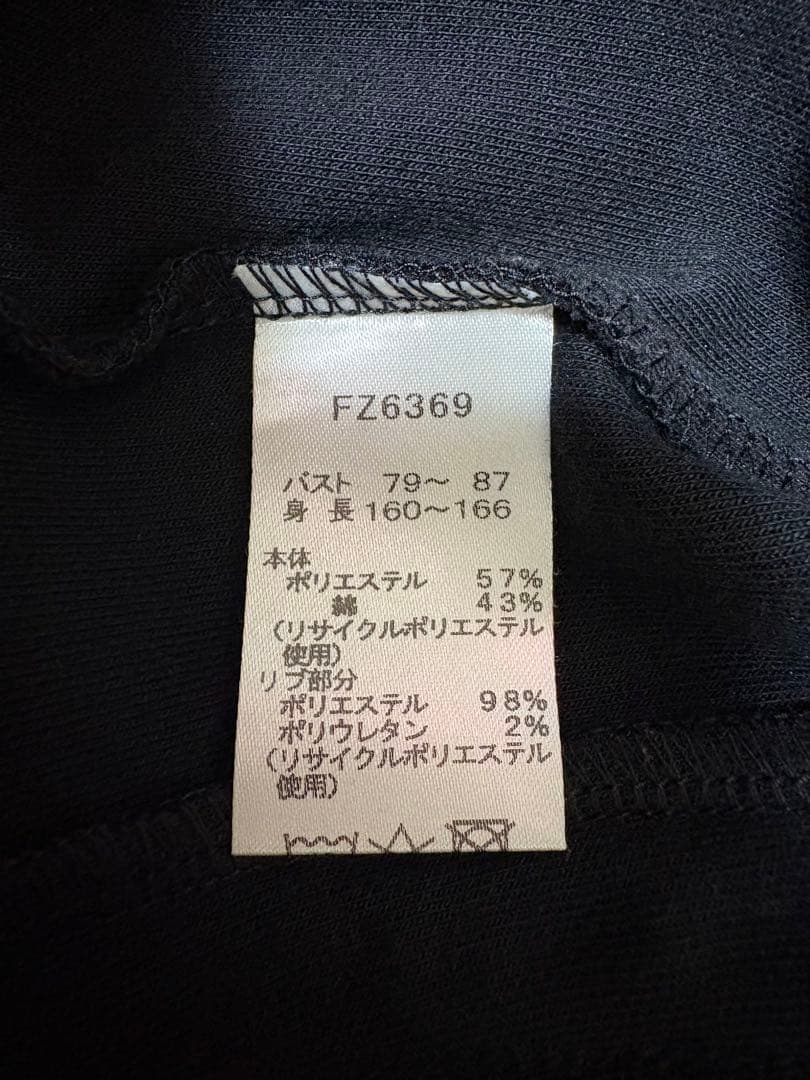 FZ6369
バスト 79～ 87
身 長 160～166
本体
ポリエステル 57%
綿 43%
(リサイクルポリエステル
使用)
リブ部分
ポリエステル 98%
ポリウレタン 2%
(リサイクルポリエステル
使用)